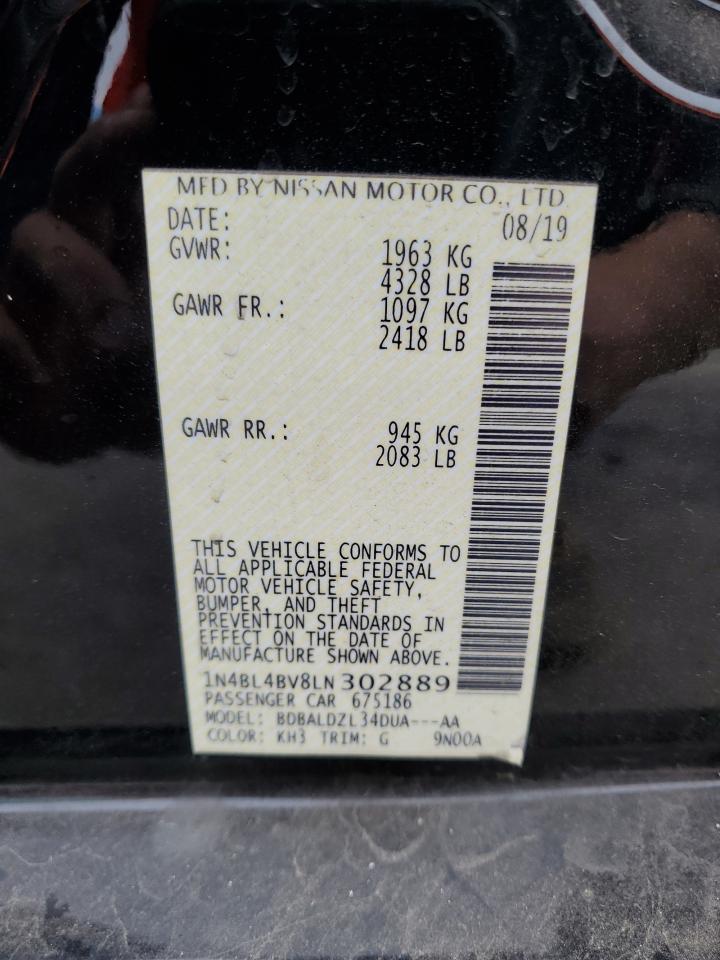 MFD BY NISSAN MOTOR CO., LTD.
DATE: 08/19
GVWR: 1963 KG
4328 LB
GAWR FR.: 1097 KG
2418 LB
GAWR RR.: 945 KG
2083 LB
THIS VEHICLE CONFORMS TO
ALL APPLICABLE FEDERAL
MOTOR VEHICLE SAFETY,
BUMPER, AND THEFT
PREVENTION STANDARDS IN
EFFECT ON THE DATE OF
MANUFACTURE SHOWN ABOVE.
1N4BL4BV8LN302889
PASSENGER CAR 675186
MODEL: BDBALDZL34DUA---AA
COLOR: KH3 TRIM: G 9N00A